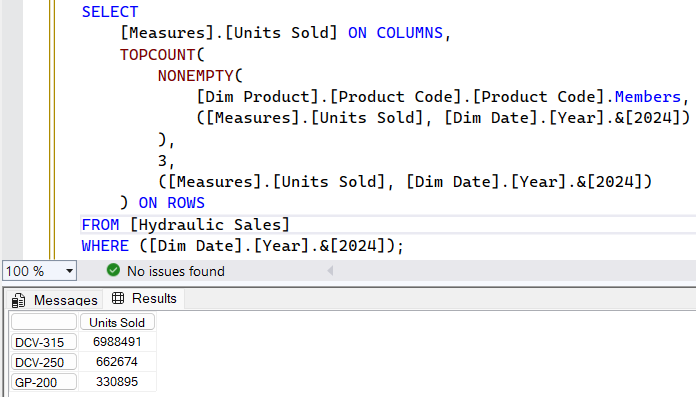 SELECT
[Measures].[Units Sold] ON COLUMNS,
TOPCOUNT(
NONEMPTY(
[Dim Product].[Product Code].[Product Code].Members,
([Measures].[Units Sold], [Dim Date].[Year].&[2024])
),
3,
([Measures].[Units Sold], [Dim Date].[Year].&[2024])
) ON ROWS
FROM [Hydraulic Sales]
WHERE ([Dim Date].[Year].&[2024]);
100 % No issues found
Messages Results
Units Sold
DCV-315 6988491
DCV-250 662674
GP-200 330895